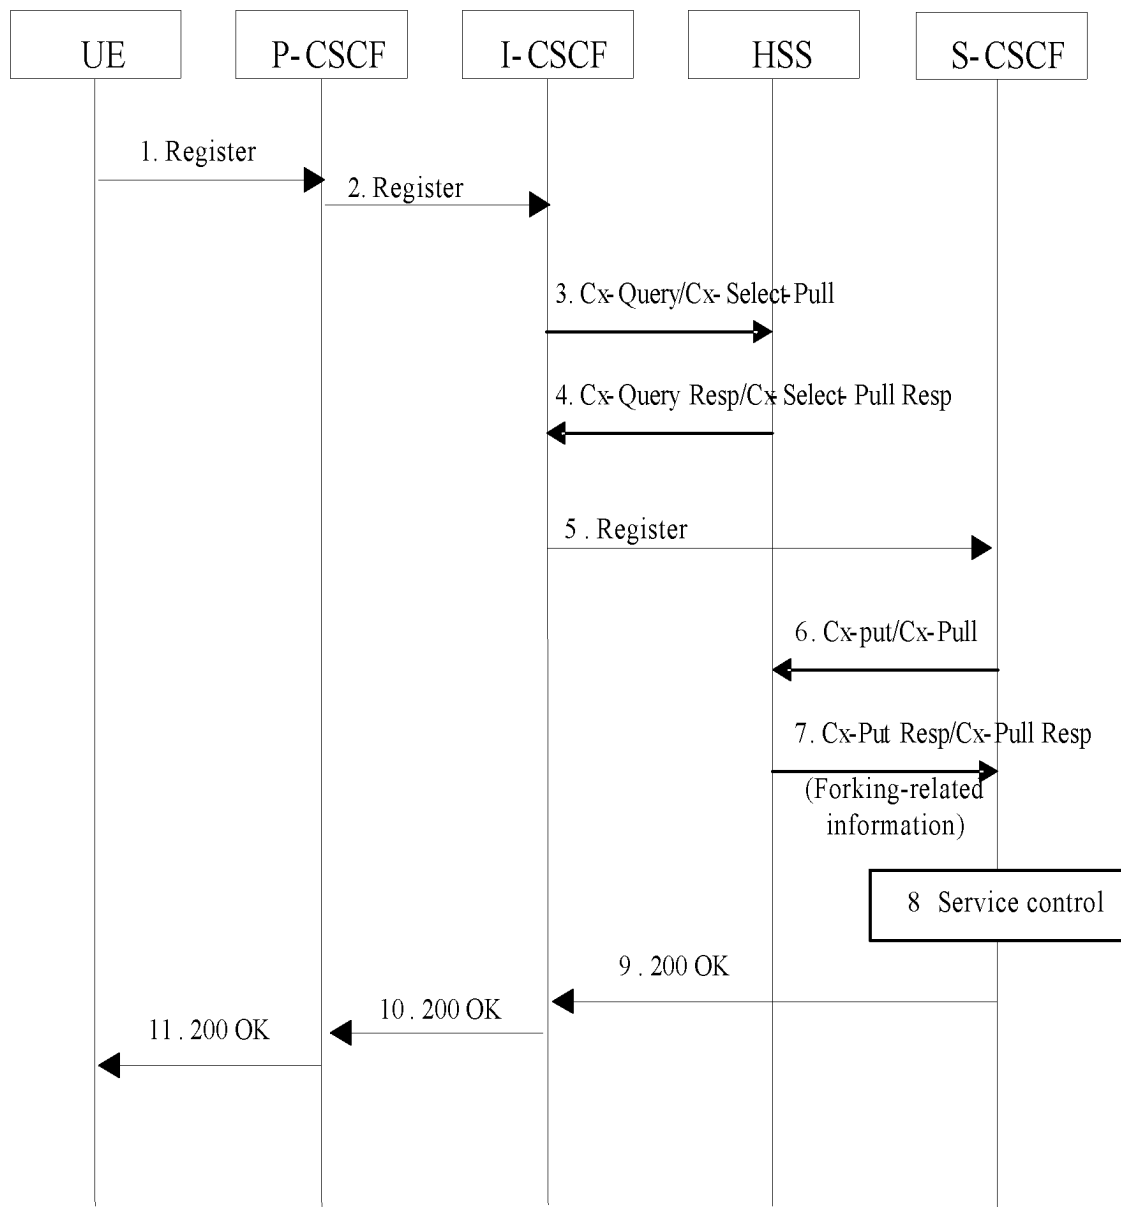 UE P-CSCF I-CSCF HSS S-CSCF
1. Register
2. Register
3. Cx-Query/Cx-Select-Pull
4. Cx-Query Resp/Cx-Select-Pull Resp
5. Register
6. Cx-put/Cx-Pull
7. Cx-Put Resp/Cx-Pull Resp
(Forking-related
information)
8 Service control
9. 200 OK
10. 200 OK
11. 200 OK